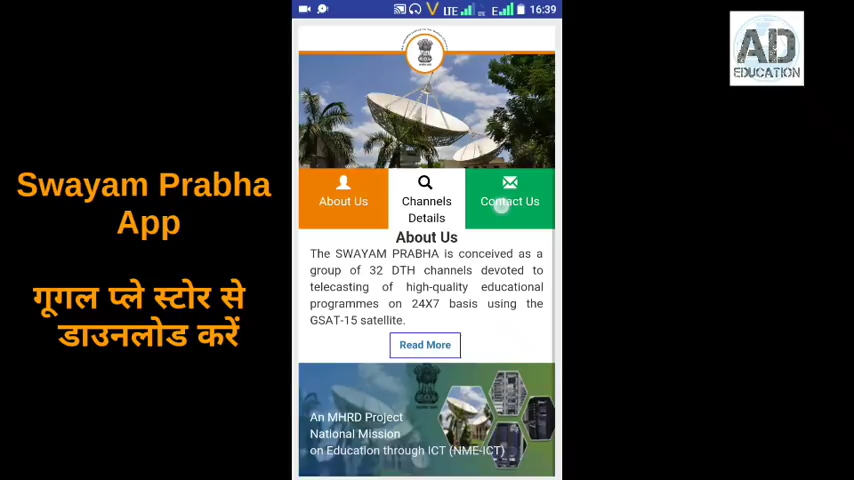 LTE
E
16:39
AD
EDUCATION
Swayam Prabha
App
गूगल प्ले स्टोर से
डाउनलोड करें
About Us
Channels
Details
Contact Us
About Us
The SWAYAM PRABHA is conceived as a
group of 32 DTH channels devoted to
telecasting of high-quality educational
programmes on 24X7 basis using the
GSAT-15 satellite.
Read More
An MHRD Project
National Mission
on Education through ICT (NME-ICT)